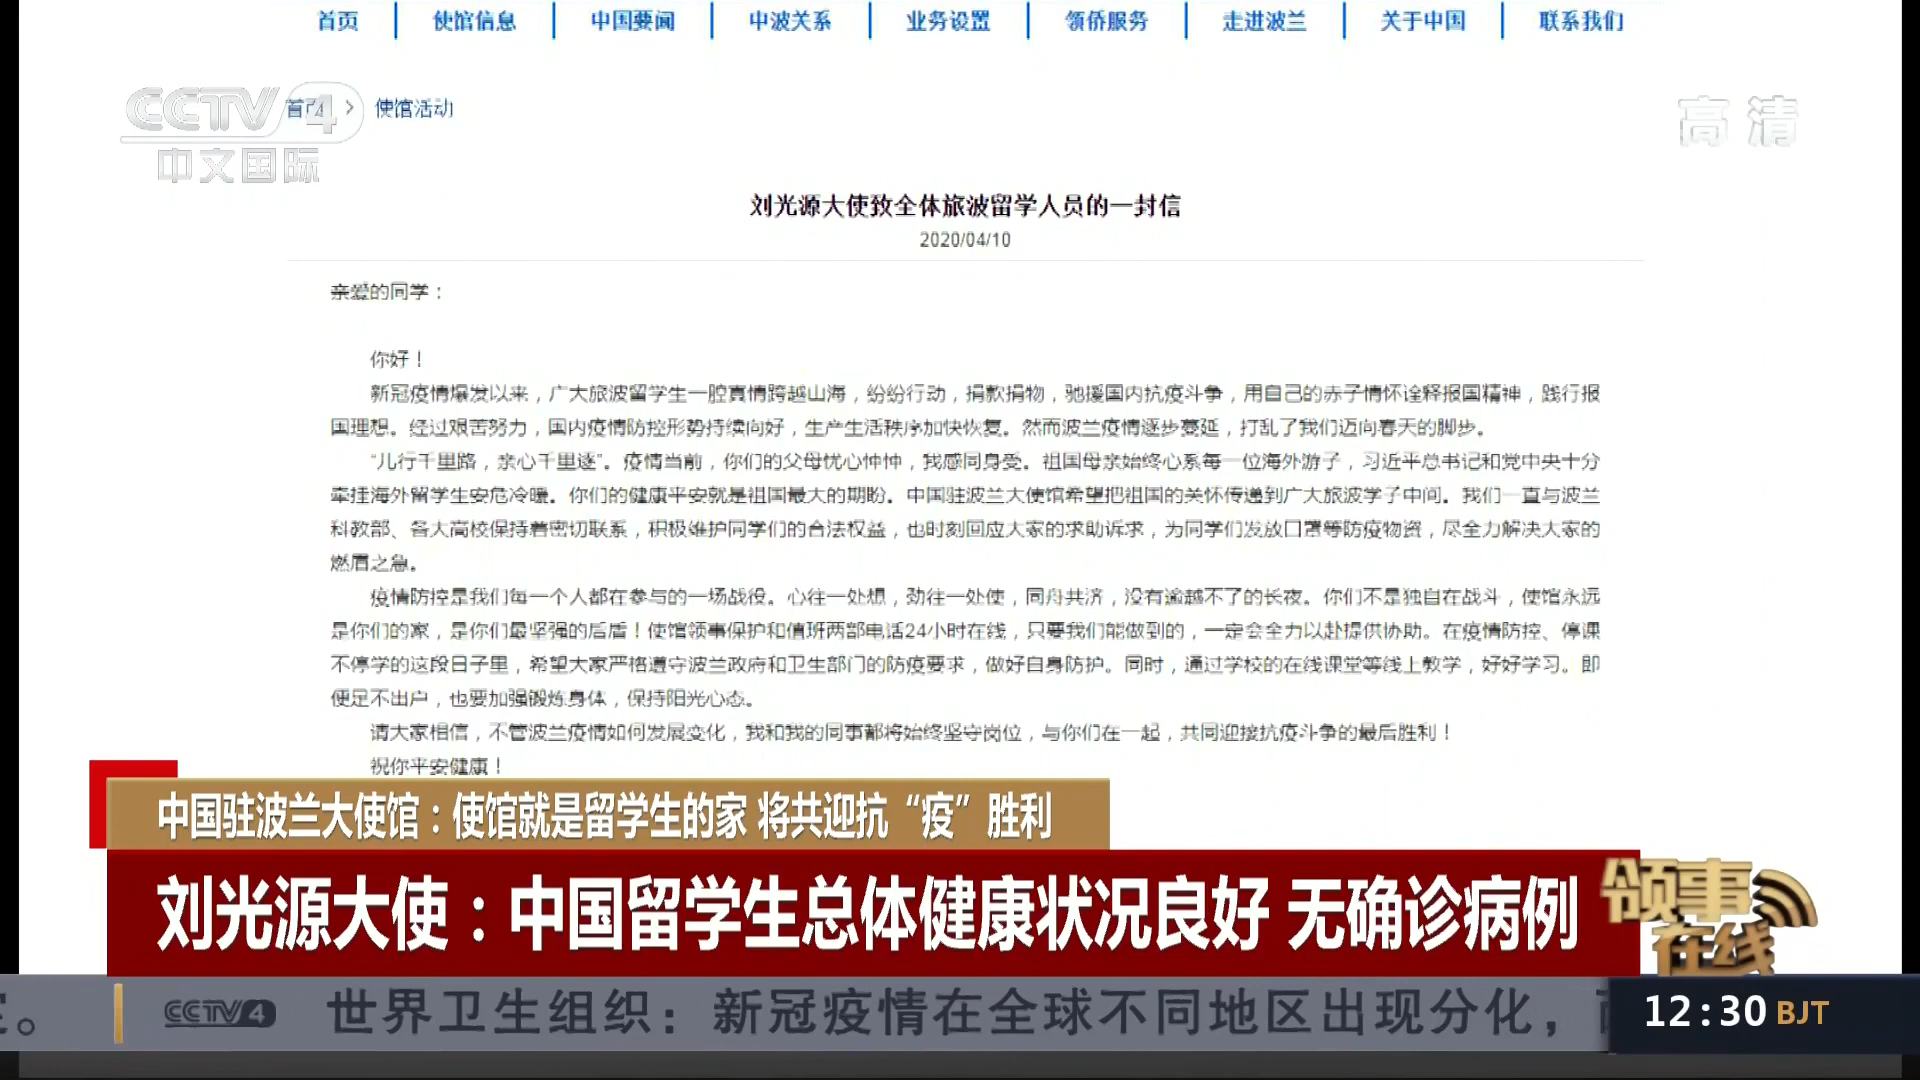 首页 使馆信息 中国要闻 中波关系 业务设置 领侨服务 走进波兰 关于中国 联系我们
CCTV 4
中文国际
首页 > 使馆活动
高清
刘光源大使致全体旅波留学人员的一封信
2020/04/10
亲爱的同学：
你好！
新冠疫情爆发以来，广大旅波留学生一腔真情跨越山海，纷纷行动，捐款捐物，驰援国内抗疫斗争，用自己的赤子情怀诠释报国精神，践行报
国理想。经过艰苦努力，国内疫情防控形势持续向好，生产生活秩序加快恢复。然而波兰疫情逐步蔓延，打乱了我们迈向春天的脚步。
“儿行千里路，亲心千里逐”。疫情当前，你们的父母忧心忡忡，我感同身受。祖国母亲始终心系每一位海外游子，习近平总书记和党中央十分
牵挂海外留学生安危冷暖。你们的健康平安就是祖国最大的期盼。中国驻波兰大使馆希望把祖国的关怀传递到广大旅波学子中间。我们一直与波兰
科教部、各大高校保持着密切联系，积极维护同学们的合法权益，也时刻回应大家的求助诉求，为同学们发放口罩等防疫物资，尽全力解决大家的
燃眉之急。
疫情防控是我们每一个人都在参与的一场战役。心往一处想，劲往一处使，同舟共济，没有逾越不了的长夜。你们不是独自在战斗，使馆永远
是你们的家，是你们最坚强的后盾！使馆领事保护和值班两部电话24小时在线，只要我们能做到的，一定会全力以赴提供协助。在疫情防控、停课
不停学的这段日子里，希望大家严格遵守波兰政府和卫生部门的防疫要求，做好自身防护。同时，通过学校的在线课堂等线上教学，好好学习。即
便足不出户，也要加强锻炼身体，保持阳光心态。
请大家相信，不管波兰疫情如何发展变化，我和我的同事都将始终坚守岗位，与你们在一起，共同迎接抗疫斗争的最后胜利！
祝你平安健康！
中国驻波兰大使馆：使馆就是留学生的家 将共迎抗“疫”胜利
刘光源大使：中国留学生总体健康状况良好 无确诊病例
领事
在线
CCTV 4 世界卫生组织：新冠疫情在全球不同地区出现分化，
12:30 BJT